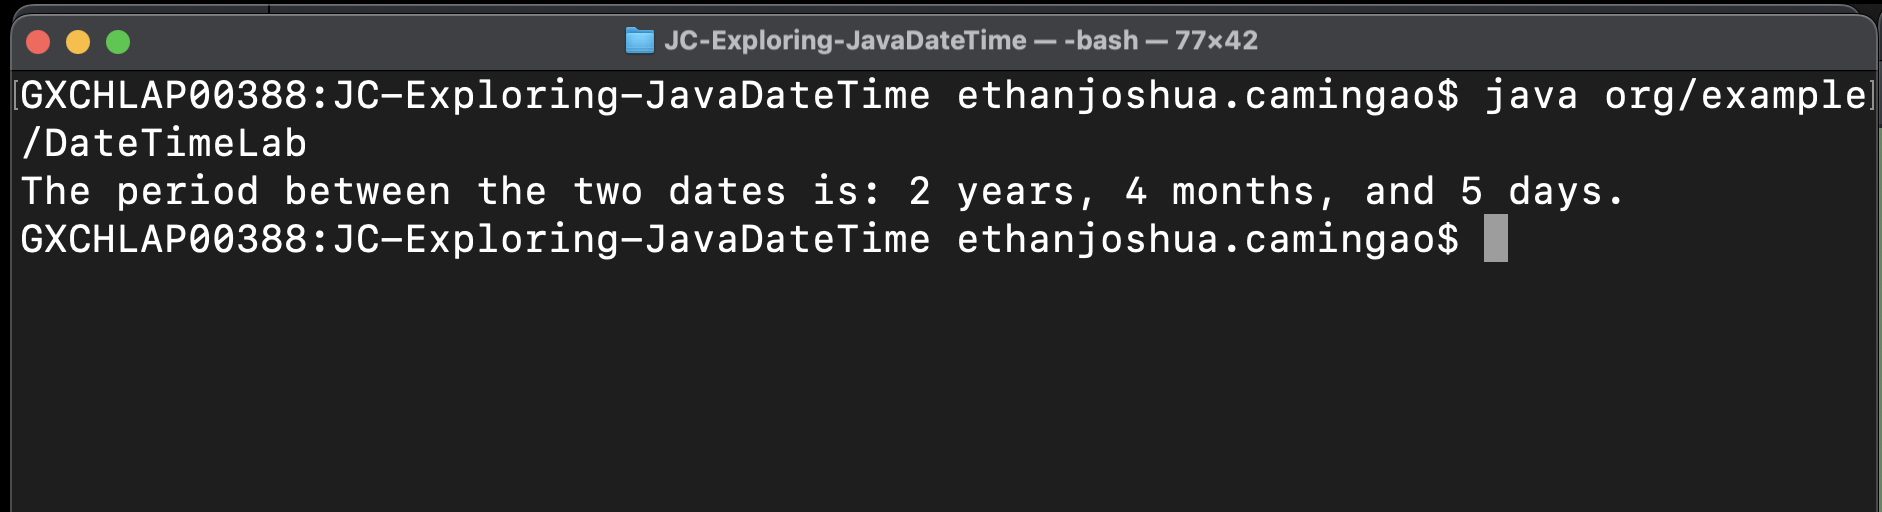 JC-Exploring-JavaDateTime — -bash — 77×42
[GXCHLAP00388:JC-Exploring-JavaDateTime ethanjoshua.camingao$ java org/example]
/DateTimeLab
The period between the two dates is: 2 years, 4 months, and 5 days.
GXCHLAP00388:JC-Exploring-JavaDateTime ethanjoshua.camingao$